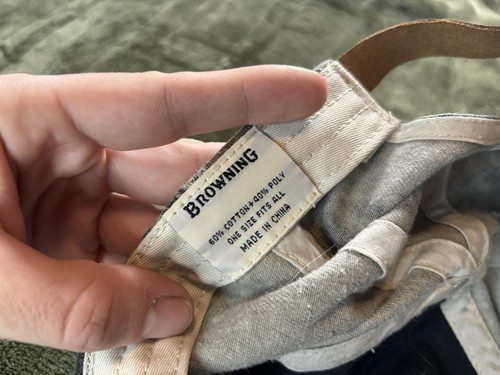 BROWNING
60% COTTON+40% POLY
ONE SIZE FITS ALL
MADE IN CHINA